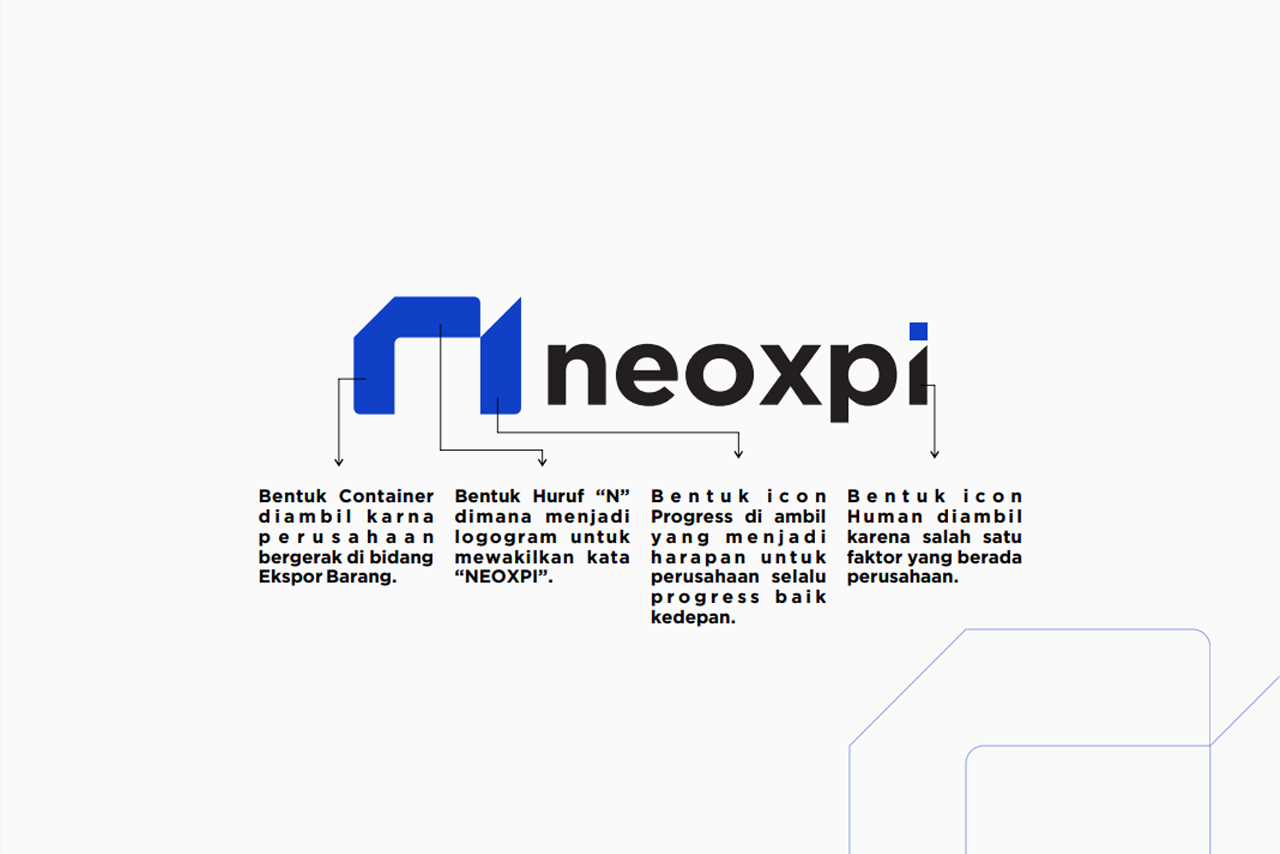 neoxpi
Bentuk Container
diambil karna
perusahaan
bergerak di bidang
Ekspor Barang.
Bentuk Huruf “N”
dimana menjadi
logogram untuk
mewakilkan kata
“NEOXPI”.
Bentuk icon
Progress di ambil
yang menjadi
harapan untuk
perusahaan selalu
progress baik
kedepan.
Bentuk icon
Human diambil
karena salah satu
faktor yang berada
perusahaan.